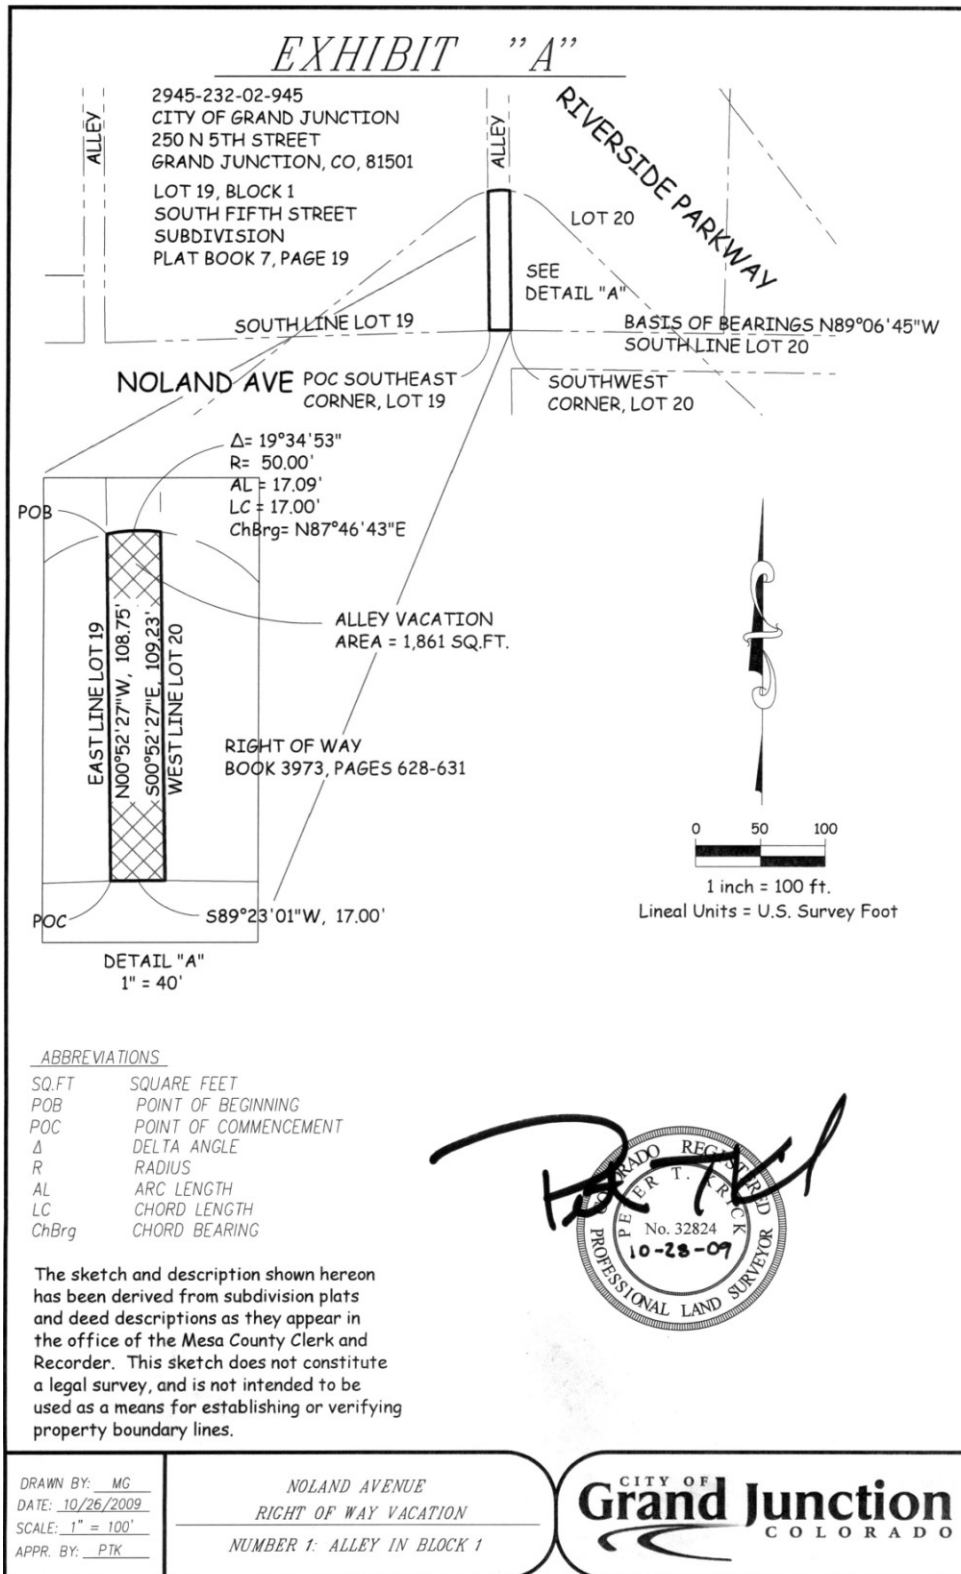 EXHIBIT "A"
2945-232-02-945
CITY OF GRAND JUNCTION
250 N 5TH STREET
GRAND JUNCTION, CO, 81501
LOT 19, BLOCK 1
SOUTH FIFTH STREET
SUBDIVISION
PLAT BOOK 7, PAGE 19
ALLEY
ALLEY
RIVERSIDE PARKWAY
LOT 20
SEE
DETAIL "A"
SOUTH LINE LOT 19
BASIS OF BEARINGS N89°06'45"W
SOUTH LINE LOT 20
NOLAND AVE
POC SOUTHEAST
CORNER, LOT 19
SOUTHWEST
CORNER, LOT 20
Δ= 19°34'53"
R= 50.00'
AL = 17.09'
LC = 17.00'
ChBrg= N87°46'43"E
POB
ALLEY VACATION
AREA = 1,861 SQ.FT.
EAST LINE LOT 19
N00°52'27"W, 108.75'
S00°52'27"E, 109.23'
WEST LINE LOT 20
RIGHT OF WAY
BOOK 3973, PAGES 628-631
POC
S89°23'01"W, 17.00'
DETAIL "A"
1" = 40'
0 50 100
1 inch = 100 ft.
Lineal Units = U.S. Survey Foot
ABBREVIATIONS
SQ.FT SQUARE FEET
POB POINT OF BEGINNING
POC POINT OF COMMENCEMENT
Δ DELTA ANGLE
R RADIUS
AL ARC LENGTH
LC CHORD LENGTH
ChBrg CHORD BEARING
COLORADO REGISTERED
PETER T. KRICK
No. 32824
10-28-09
PROFESSIONAL LAND SURVEYOR
The sketch and description shown hereon
has been derived from subdivision plats
and deed descriptions as they appear in
the office of the Mesa County Clerk and
Recorder. This sketch does not constitute
a legal survey, and is not intended to be
used as a means for establishing or verifying
property boundary lines.
DRAWN BY: MG
DATE: 10/26/2009
SCALE: 1" = 100'
APPR. BY: PTK
NOLAND AVENUE
RIGHT OF WAY VACATION
NUMBER 1: ALLEY IN BLOCK 1
CITY OF
Grand Junction
COLORADO